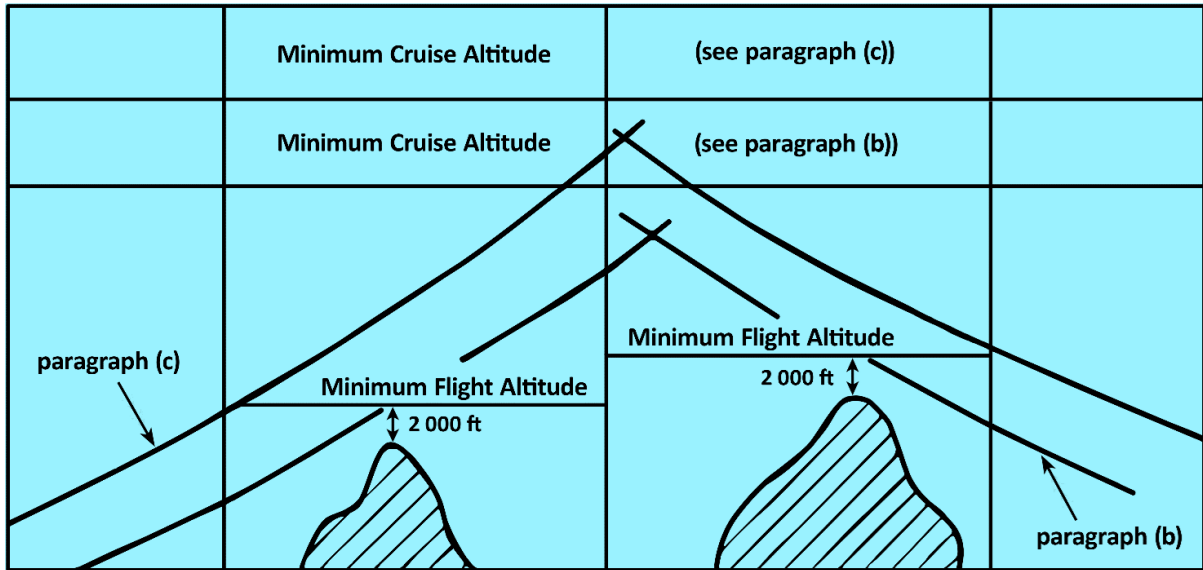 Minimum Cruise Altitude
(see paragraph (c))
Minimum Cruise Altitude
(see paragraph (b))
Minimum Flight Altitude
2 000 ft
paragraph (c)
Minimum Flight Altitude
2 000 ft
paragraph (b)